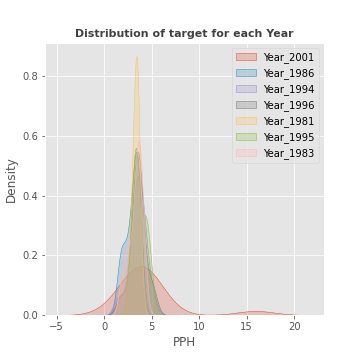 Distribution of target for each Year
Year_2001
Year_1986
Year_1994
Year_1996
Year_1981
Year_1995
Year_1983
Density
0.8
0.6
0.4
0.2
0.0
-5
0
5
10
15
20
PPH